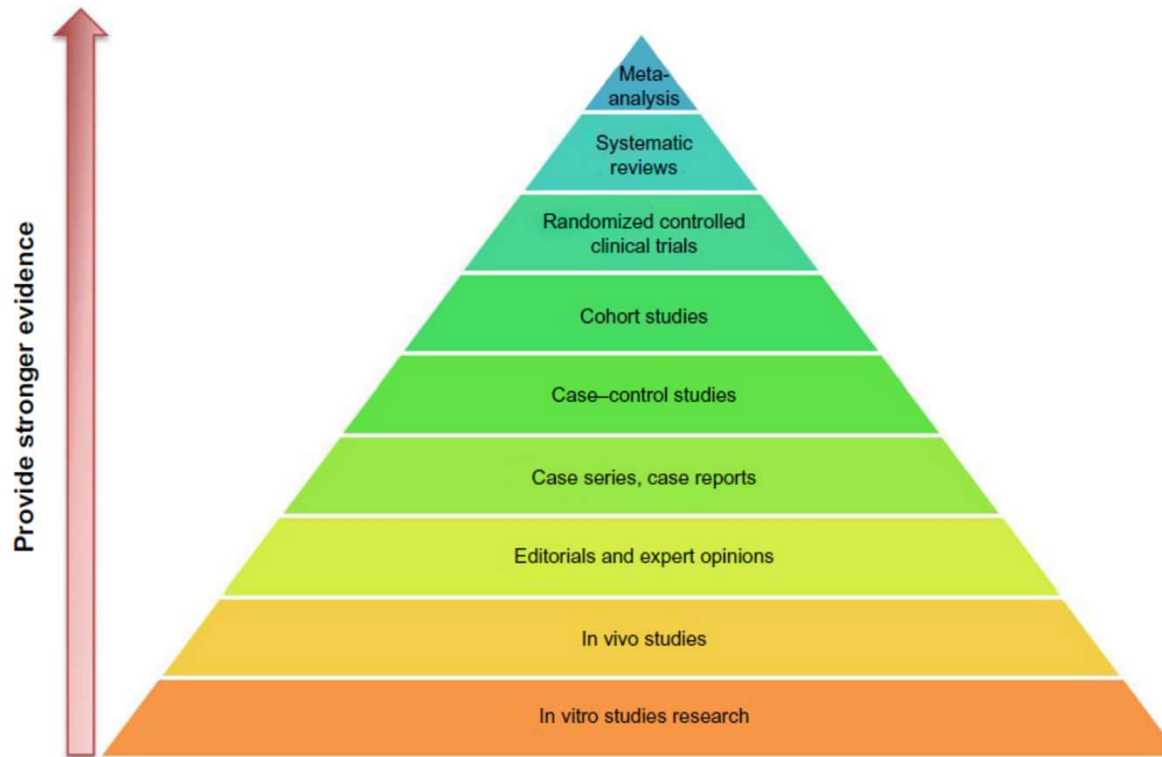 Provide stronger evidence
Meta-
analysis
Systematic
reviews
Randomized controlled
clinical trials
Cohort studies
Case–control studies
Case series, case reports
Editorials and expert opinions
In vivo studies
In vitro studies research